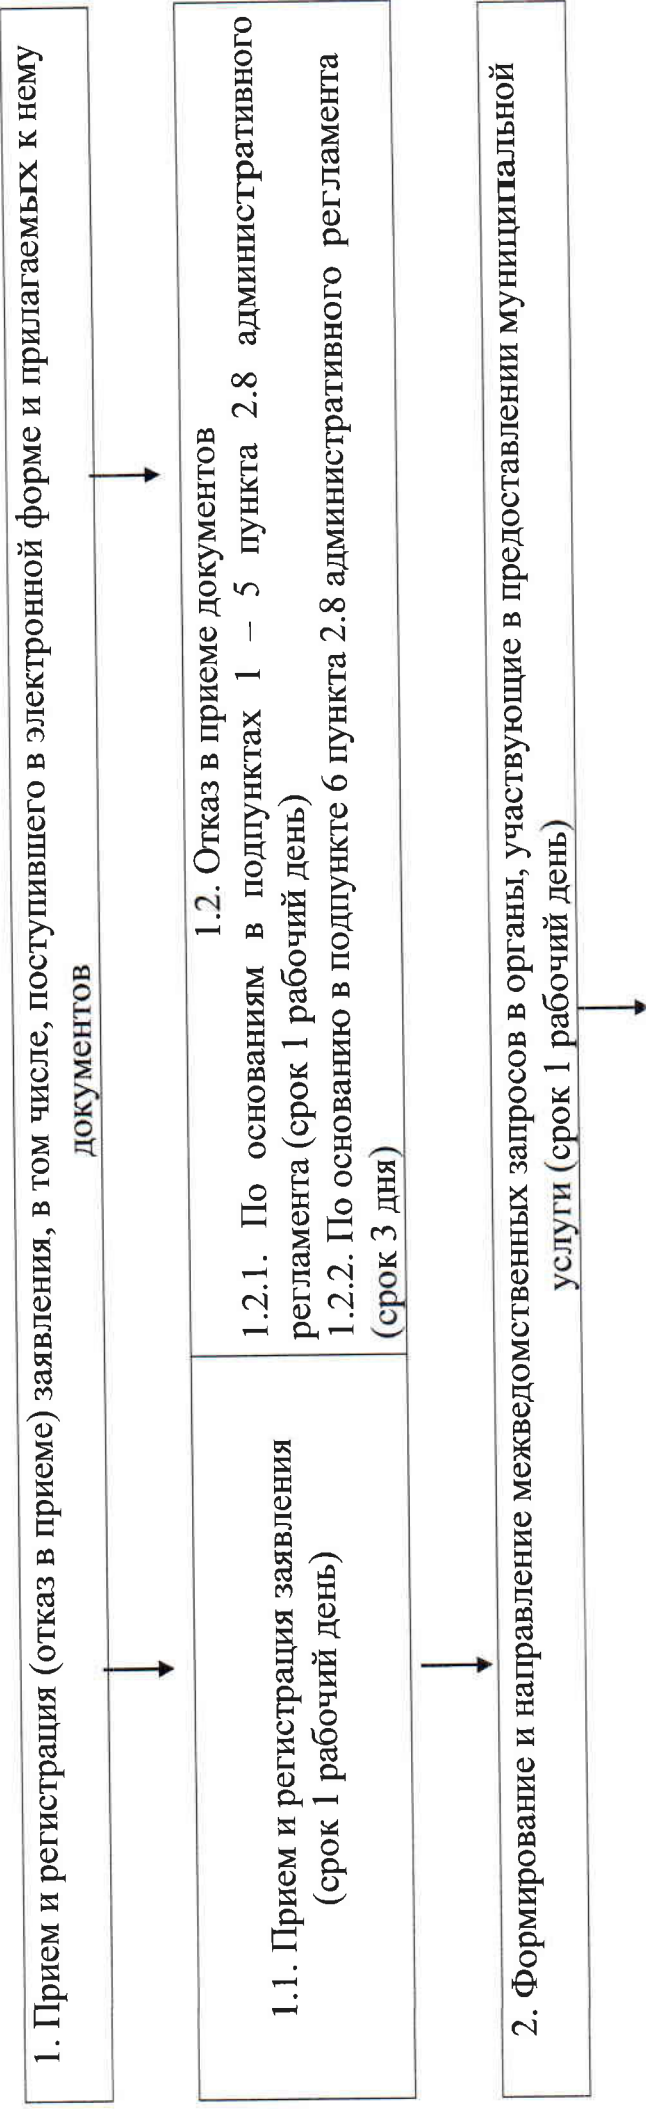 1. Прием и регистрация (отказ в приеме) заявления, в том числе, поступившего в электронной форме и прилагаемых к нему
документов
1.1. Прием и регистрация заявления
(срок 1 рабочий день)
1.2. Отказ в приеме документов
1.2.1. По основаниям в подпунктах 1 – 5 пункта 2.8 административного
регламента (срок 1 рабочий день)
1.2.2. По основанию в подпункте 6 пункта 2.8 административного регламента
(срок 3 дня)
2. Формирование и направление межведомственных запросов в органы, участвующие в предоставлении муниципальной
услуги (срок 1 рабочий день)